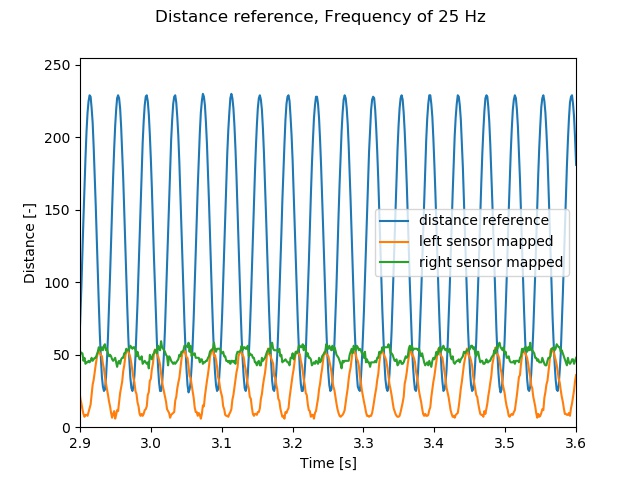 Distance reference, Frequency of 25 Hz
250
200
150
100
50
0
Distance [-]
distance reference
left sensor mapped
right sensor mapped
2.9 3.0 3.1 3.2 3.3 3.4 3.5 3.6
Time [s]